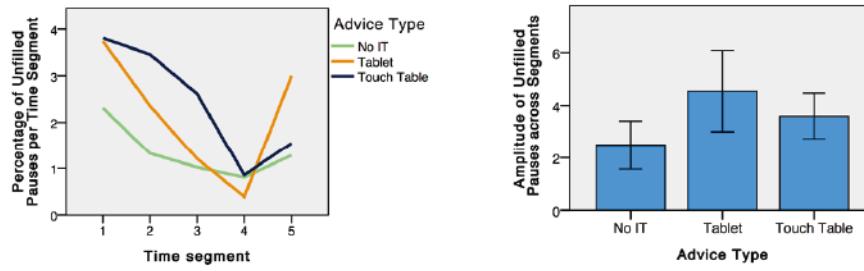 Percentage of Unfilled
Pauses per Time Segment
4
3
2
1
0
1 2 3 4 5
Time segment
Advice Type
No IT
Tablet
Touch Table
Amplitude of Unfilled
Pauses across Segments
6
4
2
0
No IT Tablet Touch Table
Advice Type